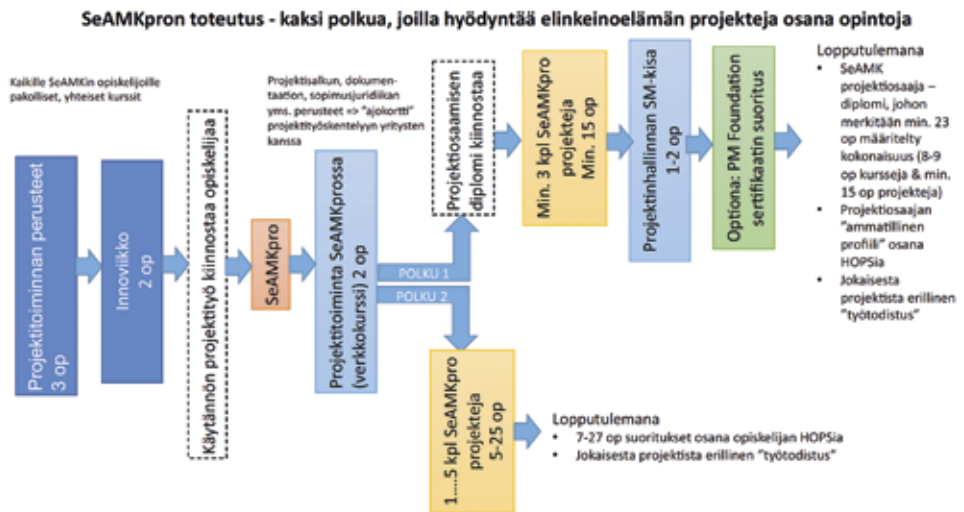 SeAMKpron toteutus - kaksi polkua, joilla hyödyntää elinkeinoelämän projekteja osana opintoja
Kaikille SeAMKin opiskelijoille
pakolliset, yhteiset kurssit
Projektitoiminnan perusteet
3 op
Innoviikko
2 op
Käytännön projektityö kiinnostaa opiskelijaa
SeAMKpro
Projektisalkun, dokumen-
taation, sopimusjuridiikan
yms. perusteet => "ajokortti"
projektityöskentelyyn yritysten
kanssa
Projektitoiminta SeAMKprossa
(verkkokurssi) 2 op
POLKU 1
POLKU 2
Projektiosaamisen
diplomi kiinnostaa
Min. 3 kpl SeAMKpro
projekteja
Min. 15 op
Projektinhallinnan SM-kisa
1-2 op
Optiona: PM Foundation
sertifikaatin suoritus
Lopputulemana
• SeAMK
projektiosaaja –
diplomi, johon
merkitään min. 23
op määritelty
kokonaisuus (8-9
op kursseja & min.
15 op projekteja)
• Projektiosaajan
"ammatillinen
profiili" osana
HOPSia
• Jokaisesta
projektista erillinen
"työtodistus"
1....5 kpl SeAMKpro
projekteja
5-25 op
Lopputulemana
• 7-27 op suoritukset osana opiskelijan HOPSia
• Jokaisesta projektista erillinen "työtodistus"